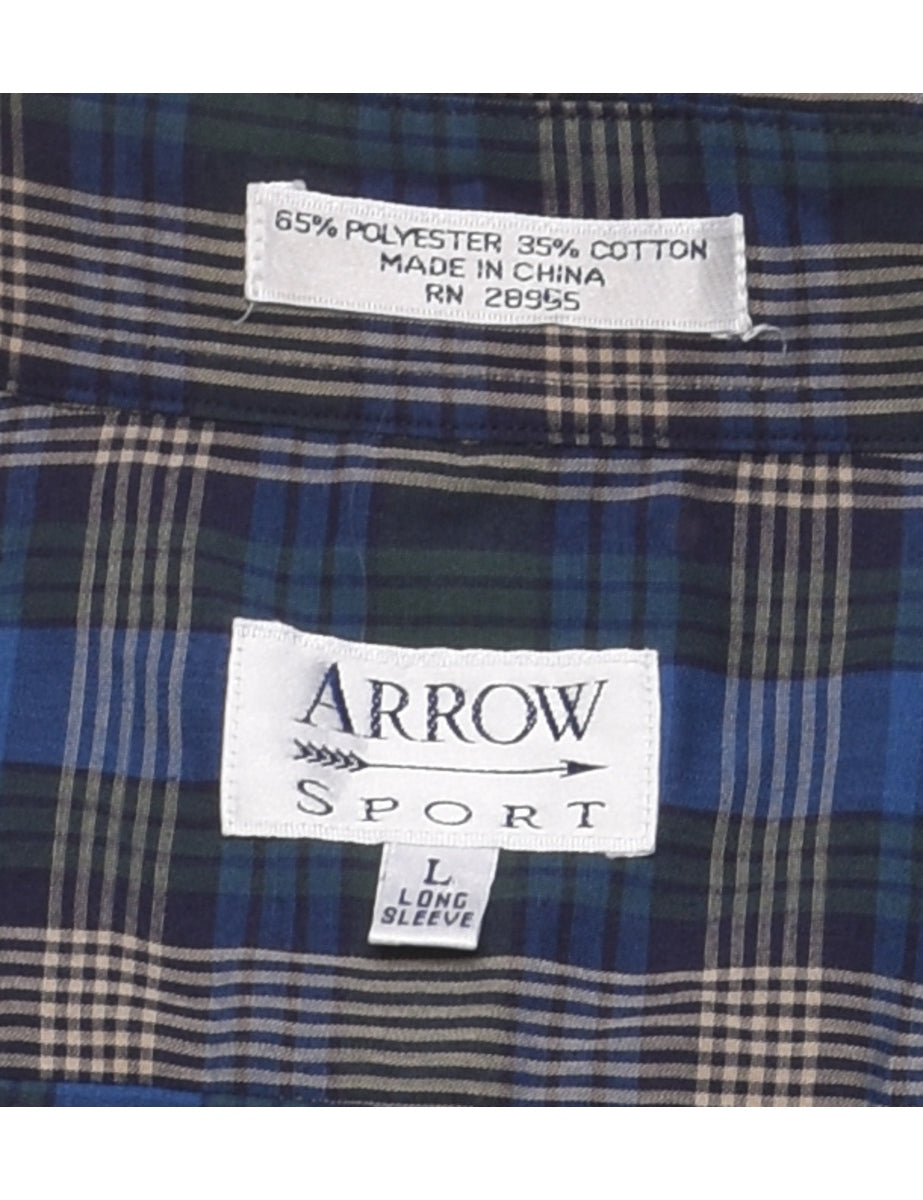 65% POLYESTER 35% COTTON
MADE IN CHINA
RN 28955
ARROW
SPORT
L
LONG
SLEEVE